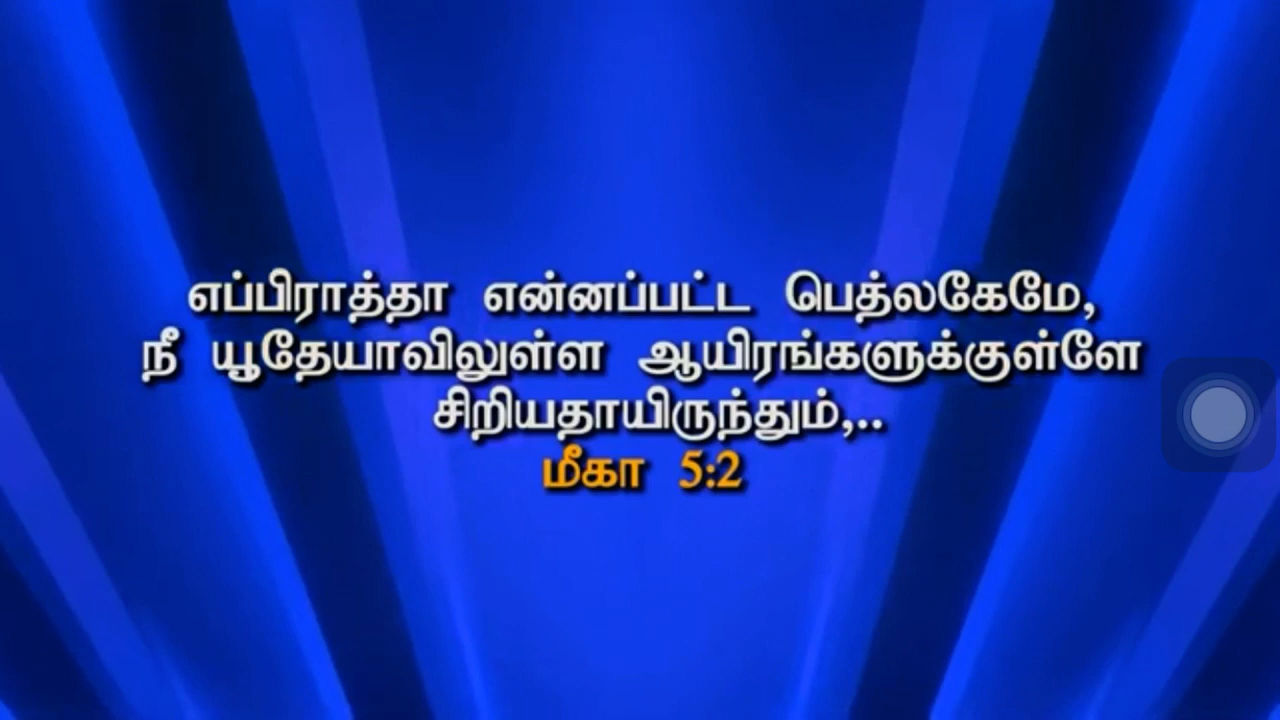 எப்பிராத்தா என்னப்பட்ட பெத்லகேமே,
நீ யூதேயாவிலுள்ள ஆயிரங்களுக்குள்ளே
சிறியதாயிருந்தும்,..
மீகா 5:2